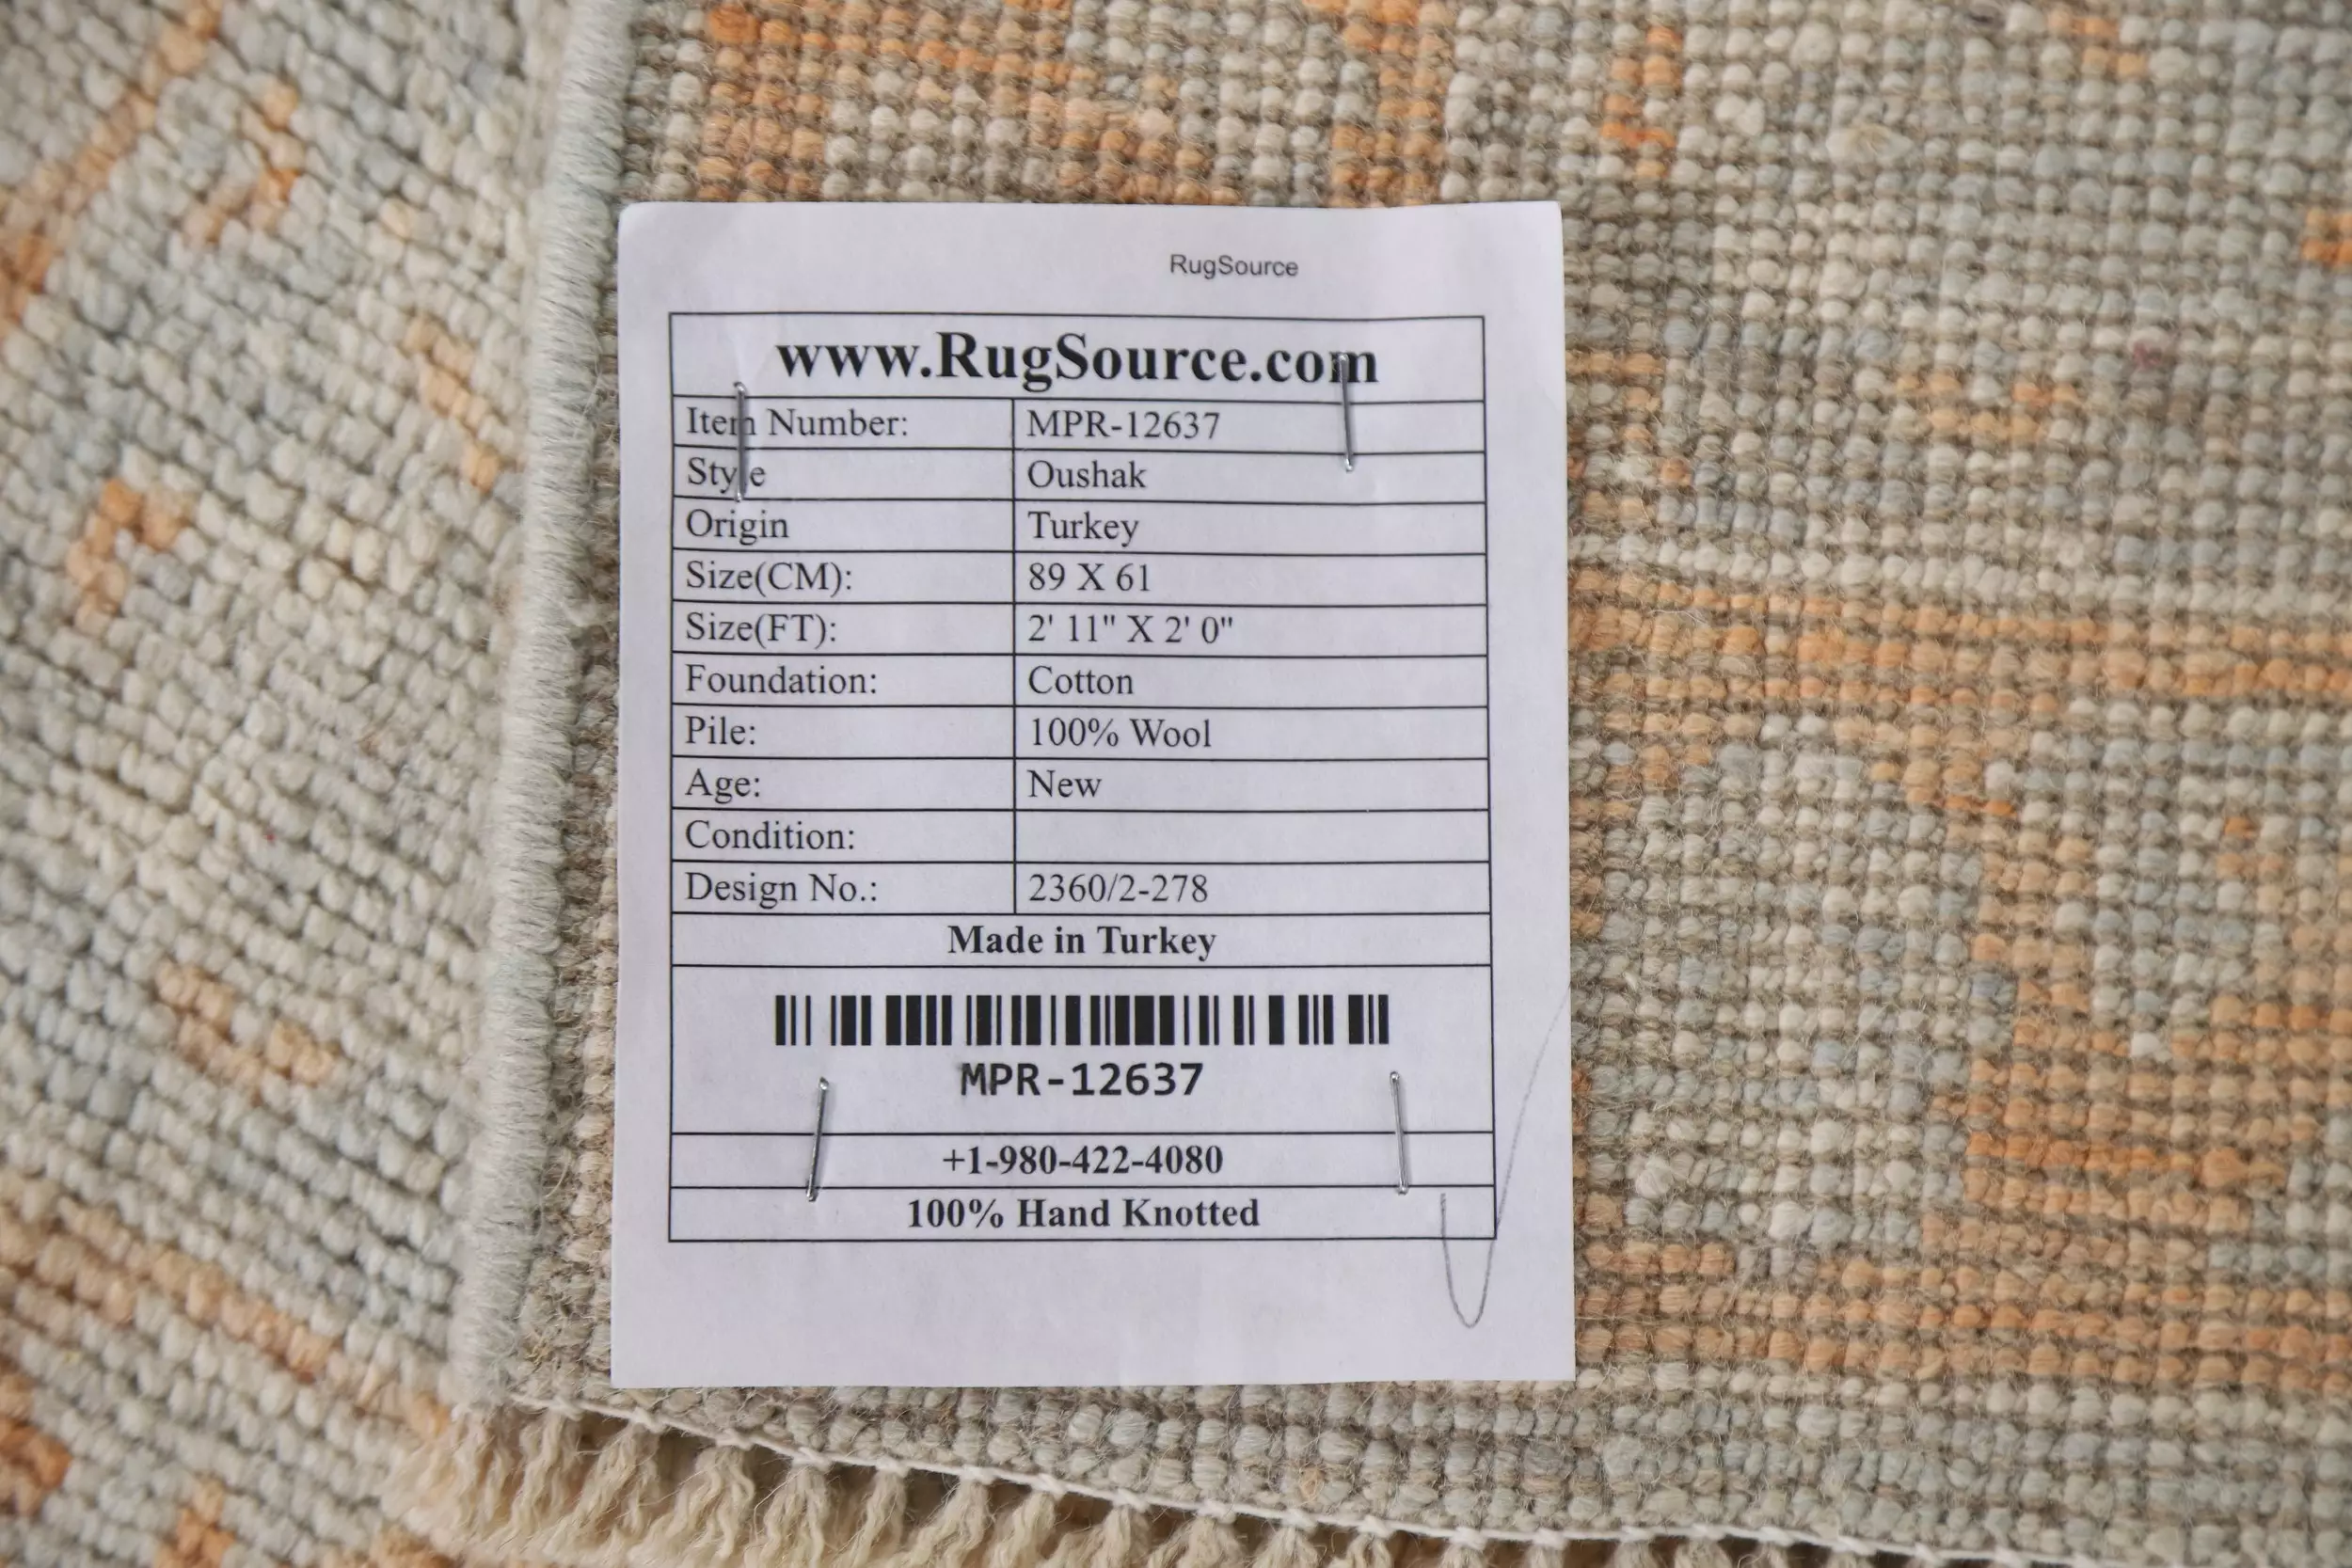 RugSource
www.RugSource.com
Item Number: MPR-12637
Style Oushak
Origin Turkey
Size(CM): 89 X 61
Size(FT): 2' 11" X 2' 0"
Foundation: Cotton
Pile: 100% Wool
Age: New
Condition:
Design No.: 2360/2-278
Made in Turkey
MPR-12637
+1-980-422-4080
100% Hand Knotted